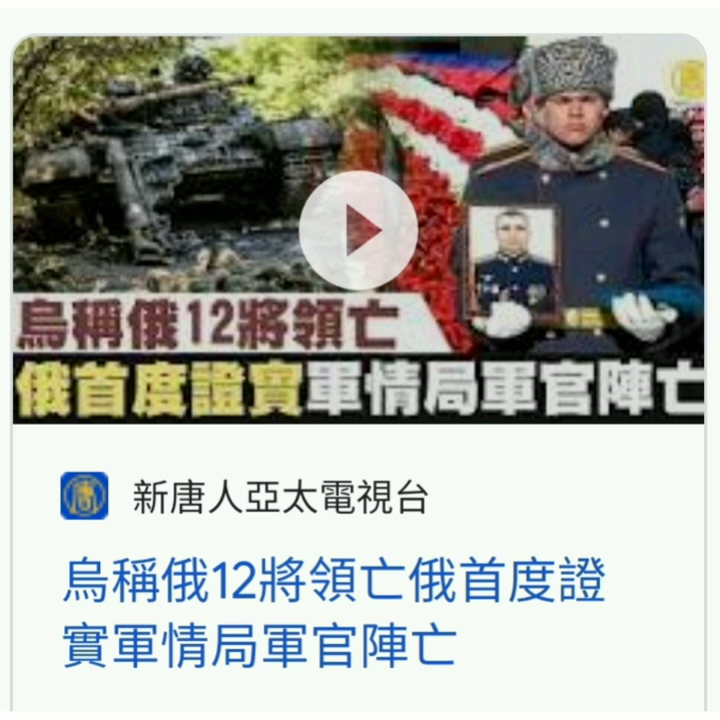 烏稱俄12將領亡
俄首度證實軍情局軍官陣亡
新唐人亞太電視台
烏稱俄12將領亡俄首度證
實軍情局軍官陣亡